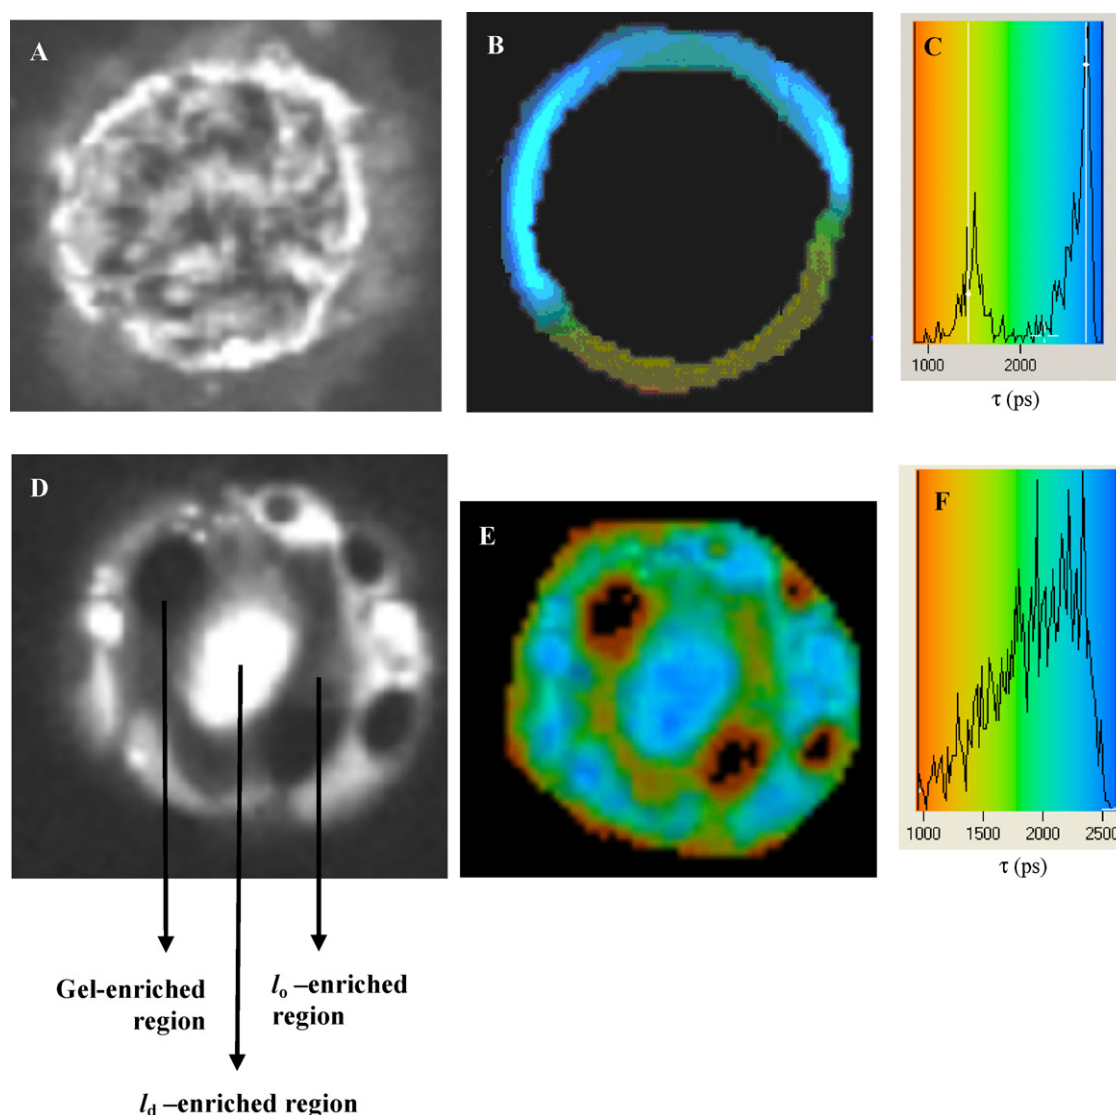 A
B
C
1000 2000
τ (ps)
D
E
F
1000 1500 2000 2500
τ (ps)
Gel-enriched
region
lo –enriched
region
ld –enriched region